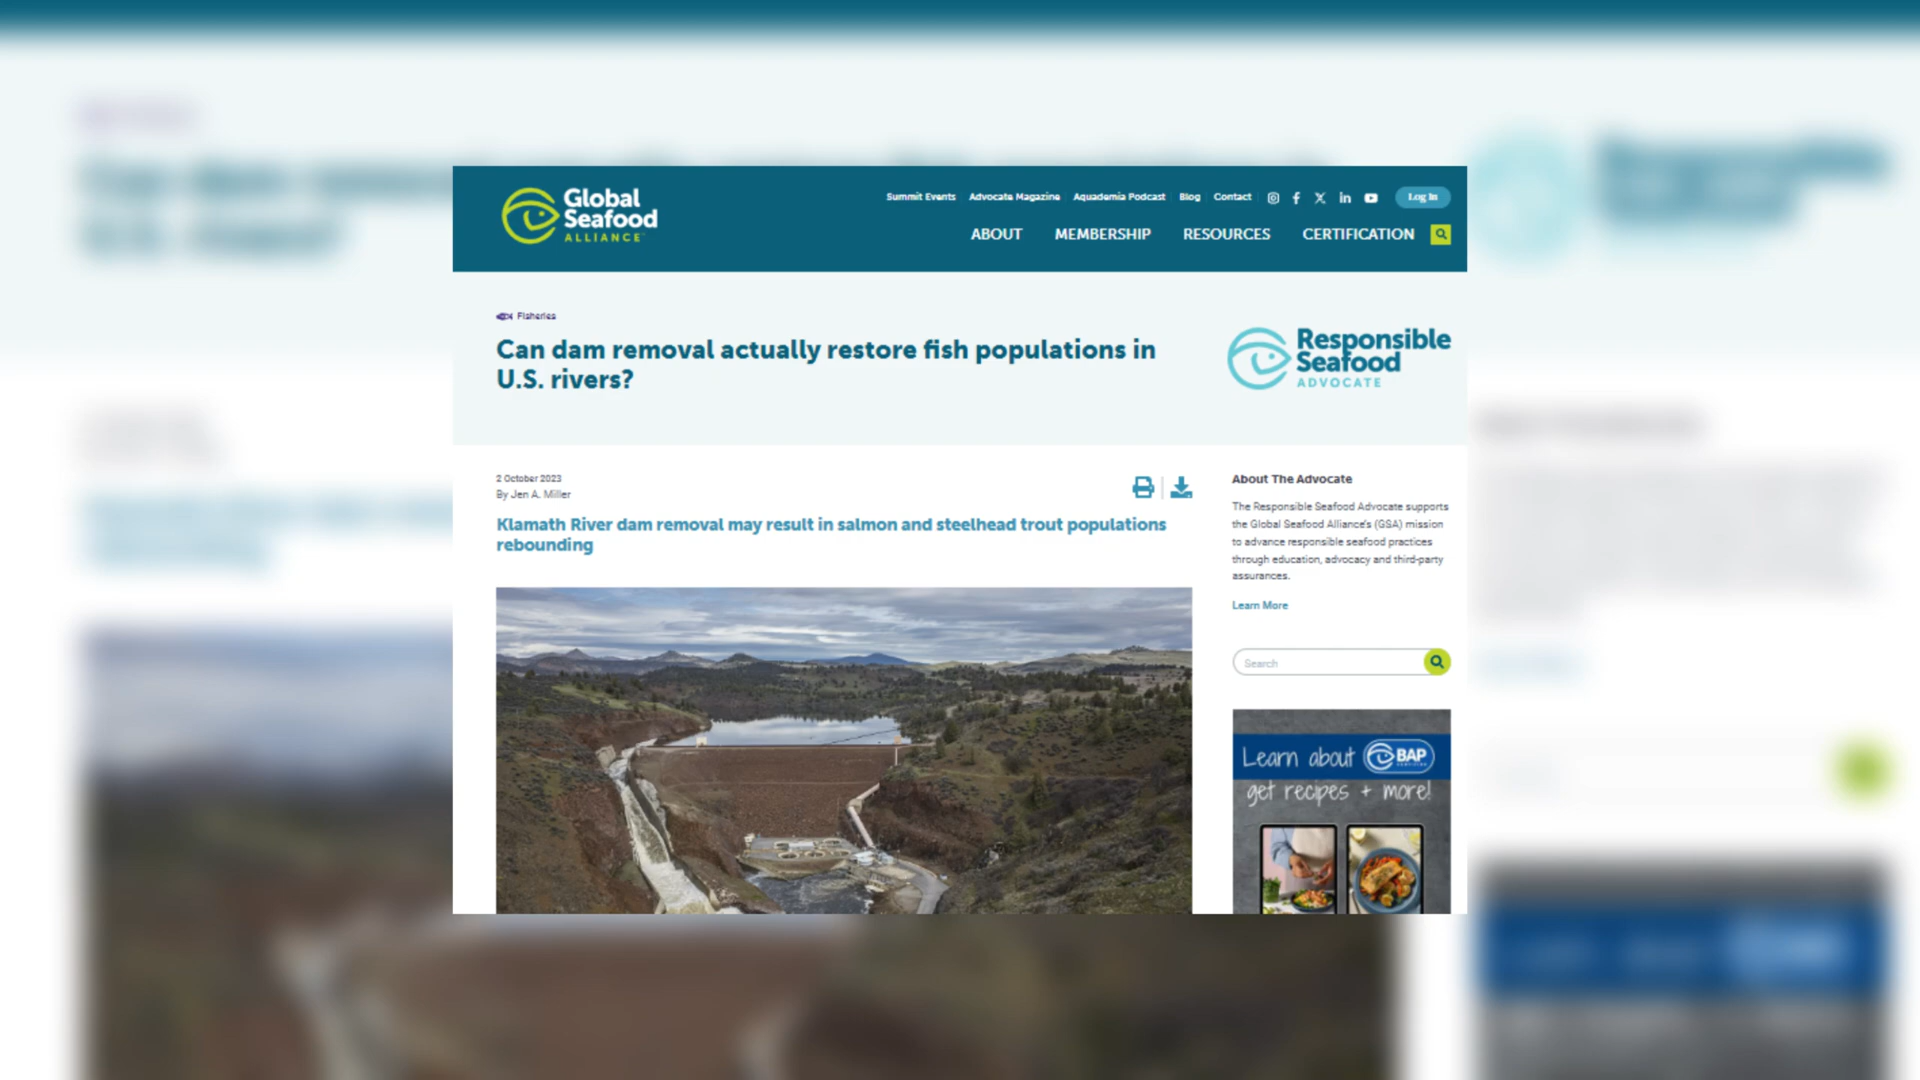 Global
Seafood
ALLIANCE
Summit Events Advocate Magazine Aquademia Podcast Blog Contact Log In
ABOUT MEMBERSHIP RESOURCES CERTIFICATION
Fisheries
Can dam removal actually restore fish populations in
U.S. rivers?
Responsible
Seafood
ADVOCATE
2 October 2023
By Jen A. Miller
Klamath River dam removal may result in salmon and steelhead trout populations
rebounding
About The Advocate
The Responsible Seafood Advocate supports
the Global Seafood Alliance's (GSA) mission
to advance responsible seafood practices
through education, advocacy and third-party
assurances.
Learn More
Search
Learn about BAP
get recipes + more!